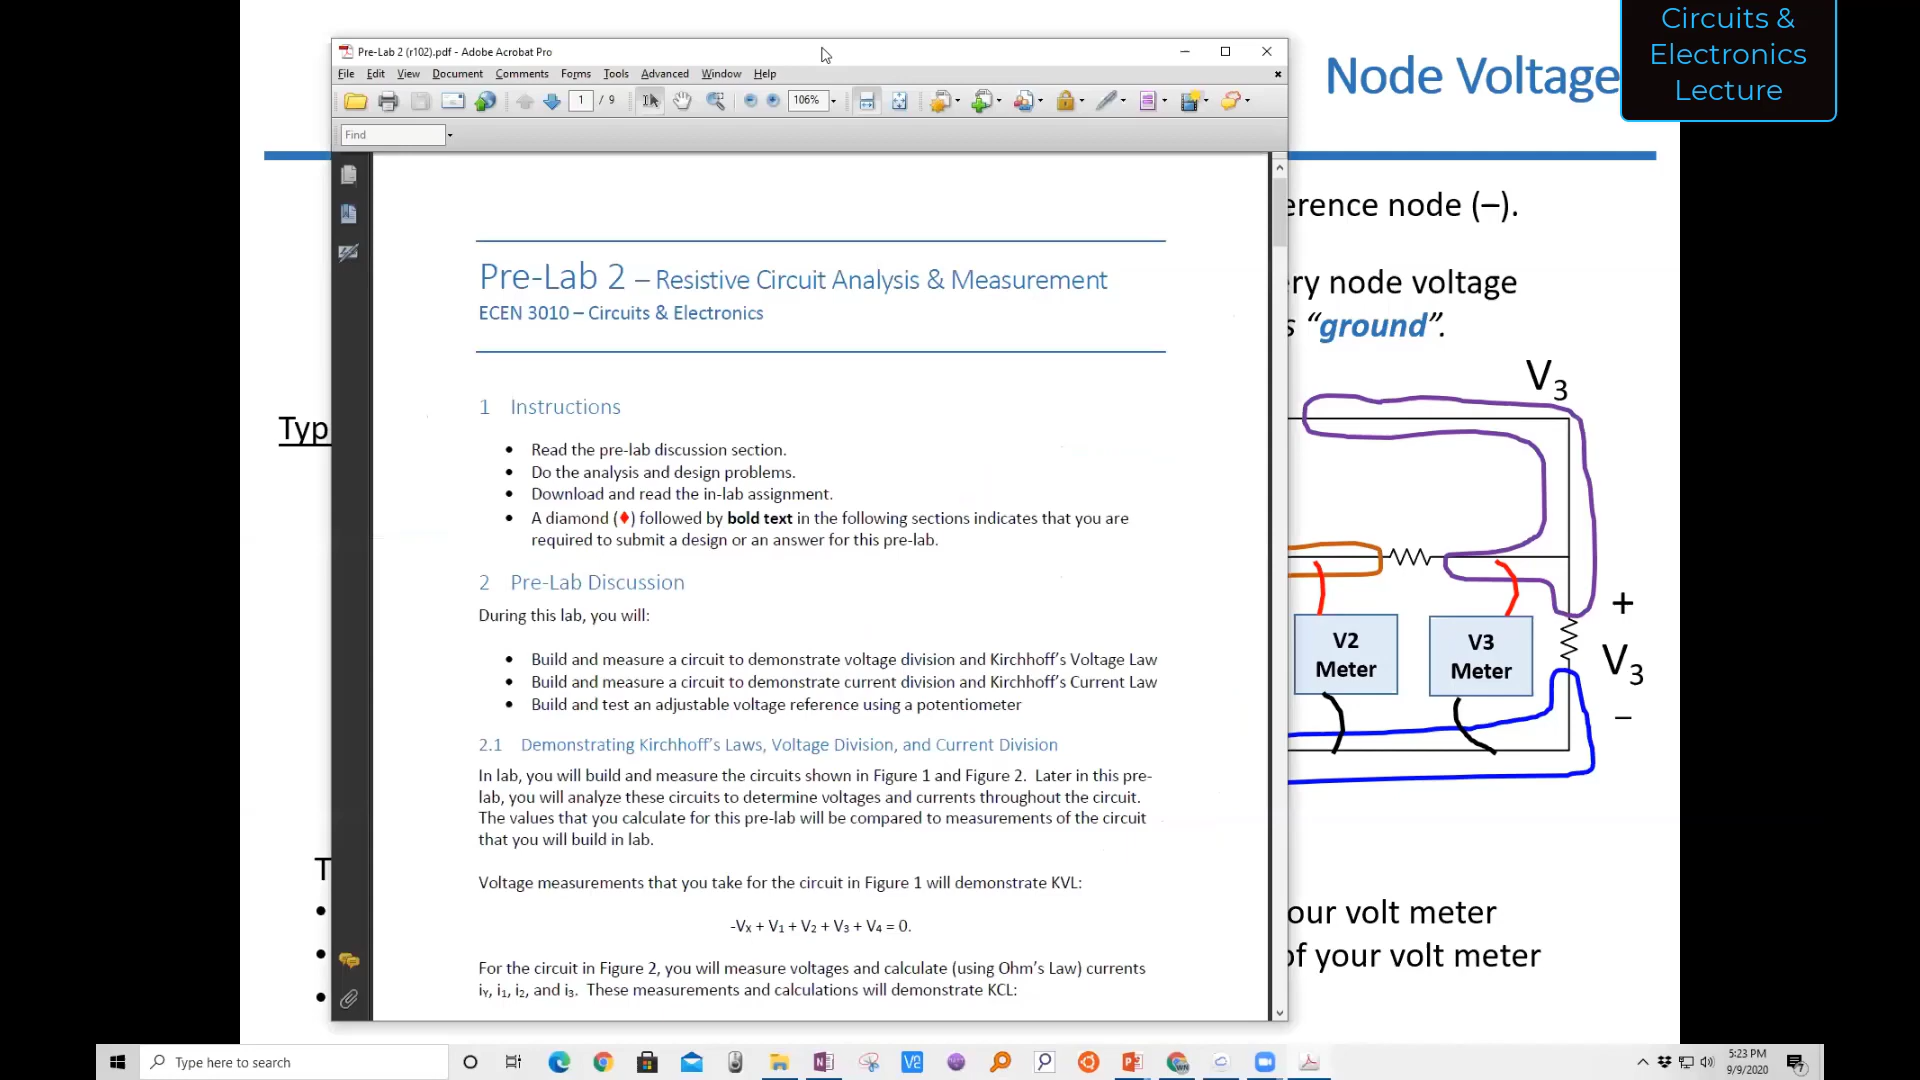 Circuits &
Electronics
Lecture
Node Voltage
Pre-Lab 2 (r102).pdf - Adobe Acrobat Pro
File Edit View Document Comments Forms Tools Advanced Window Help
1 / 9 106%
Find
erence node (–).
ry node voltage
s “ground”.
Typ
Pre-Lab 2 – Resistive Circuit Analysis & Measurement
ECEN 3010 – Circuits & Electronics
1 Instructions
• Read the pre-lab discussion section.
• Do the analysis and design problems.
• Download and read the in-lab assignment.
• A diamond (♦) followed by bold text in the following sections indicates that you are
required to submit a design or an answer for this pre-lab.
2 Pre-Lab Discussion
During this lab, you will:
• Build and measure a circuit to demonstrate voltage division and Kirchhoff’s Voltage Law
• Build and measure a circuit to demonstrate current division and Kirchhoff’s Current Law
• Build and test an adjustable voltage reference using a potentiometer
2.1 Demonstrating Kirchhoff’s Laws, Voltage Division, and Current Division
In lab, you will build and measure the circuits shown in Figure 1 and Figure 2. Later in this pre-
lab, you will analyze these circuits to determine voltages and currents throughout the circuit.
The values that you calculate for this pre-lab will be compared to measurements of the circuit
that you will build in lab.
Voltage measurements that you take for the circuit in Figure 1 will demonstrate KVL:
-VX + V1 + V2 + V3 + V4 = 0.
For the circuit in Figure 2, you will measure voltages and calculate (using Ohm’s Law) currents
iY, i1, i2, and i3. These measurements and calculations will demonstrate KCL:
V3
V2
Meter
V3
Meter
+
V3
–
T
• our volt meter
• of your volt meter
•
Type here to search
5:23 PM
9/9/2020